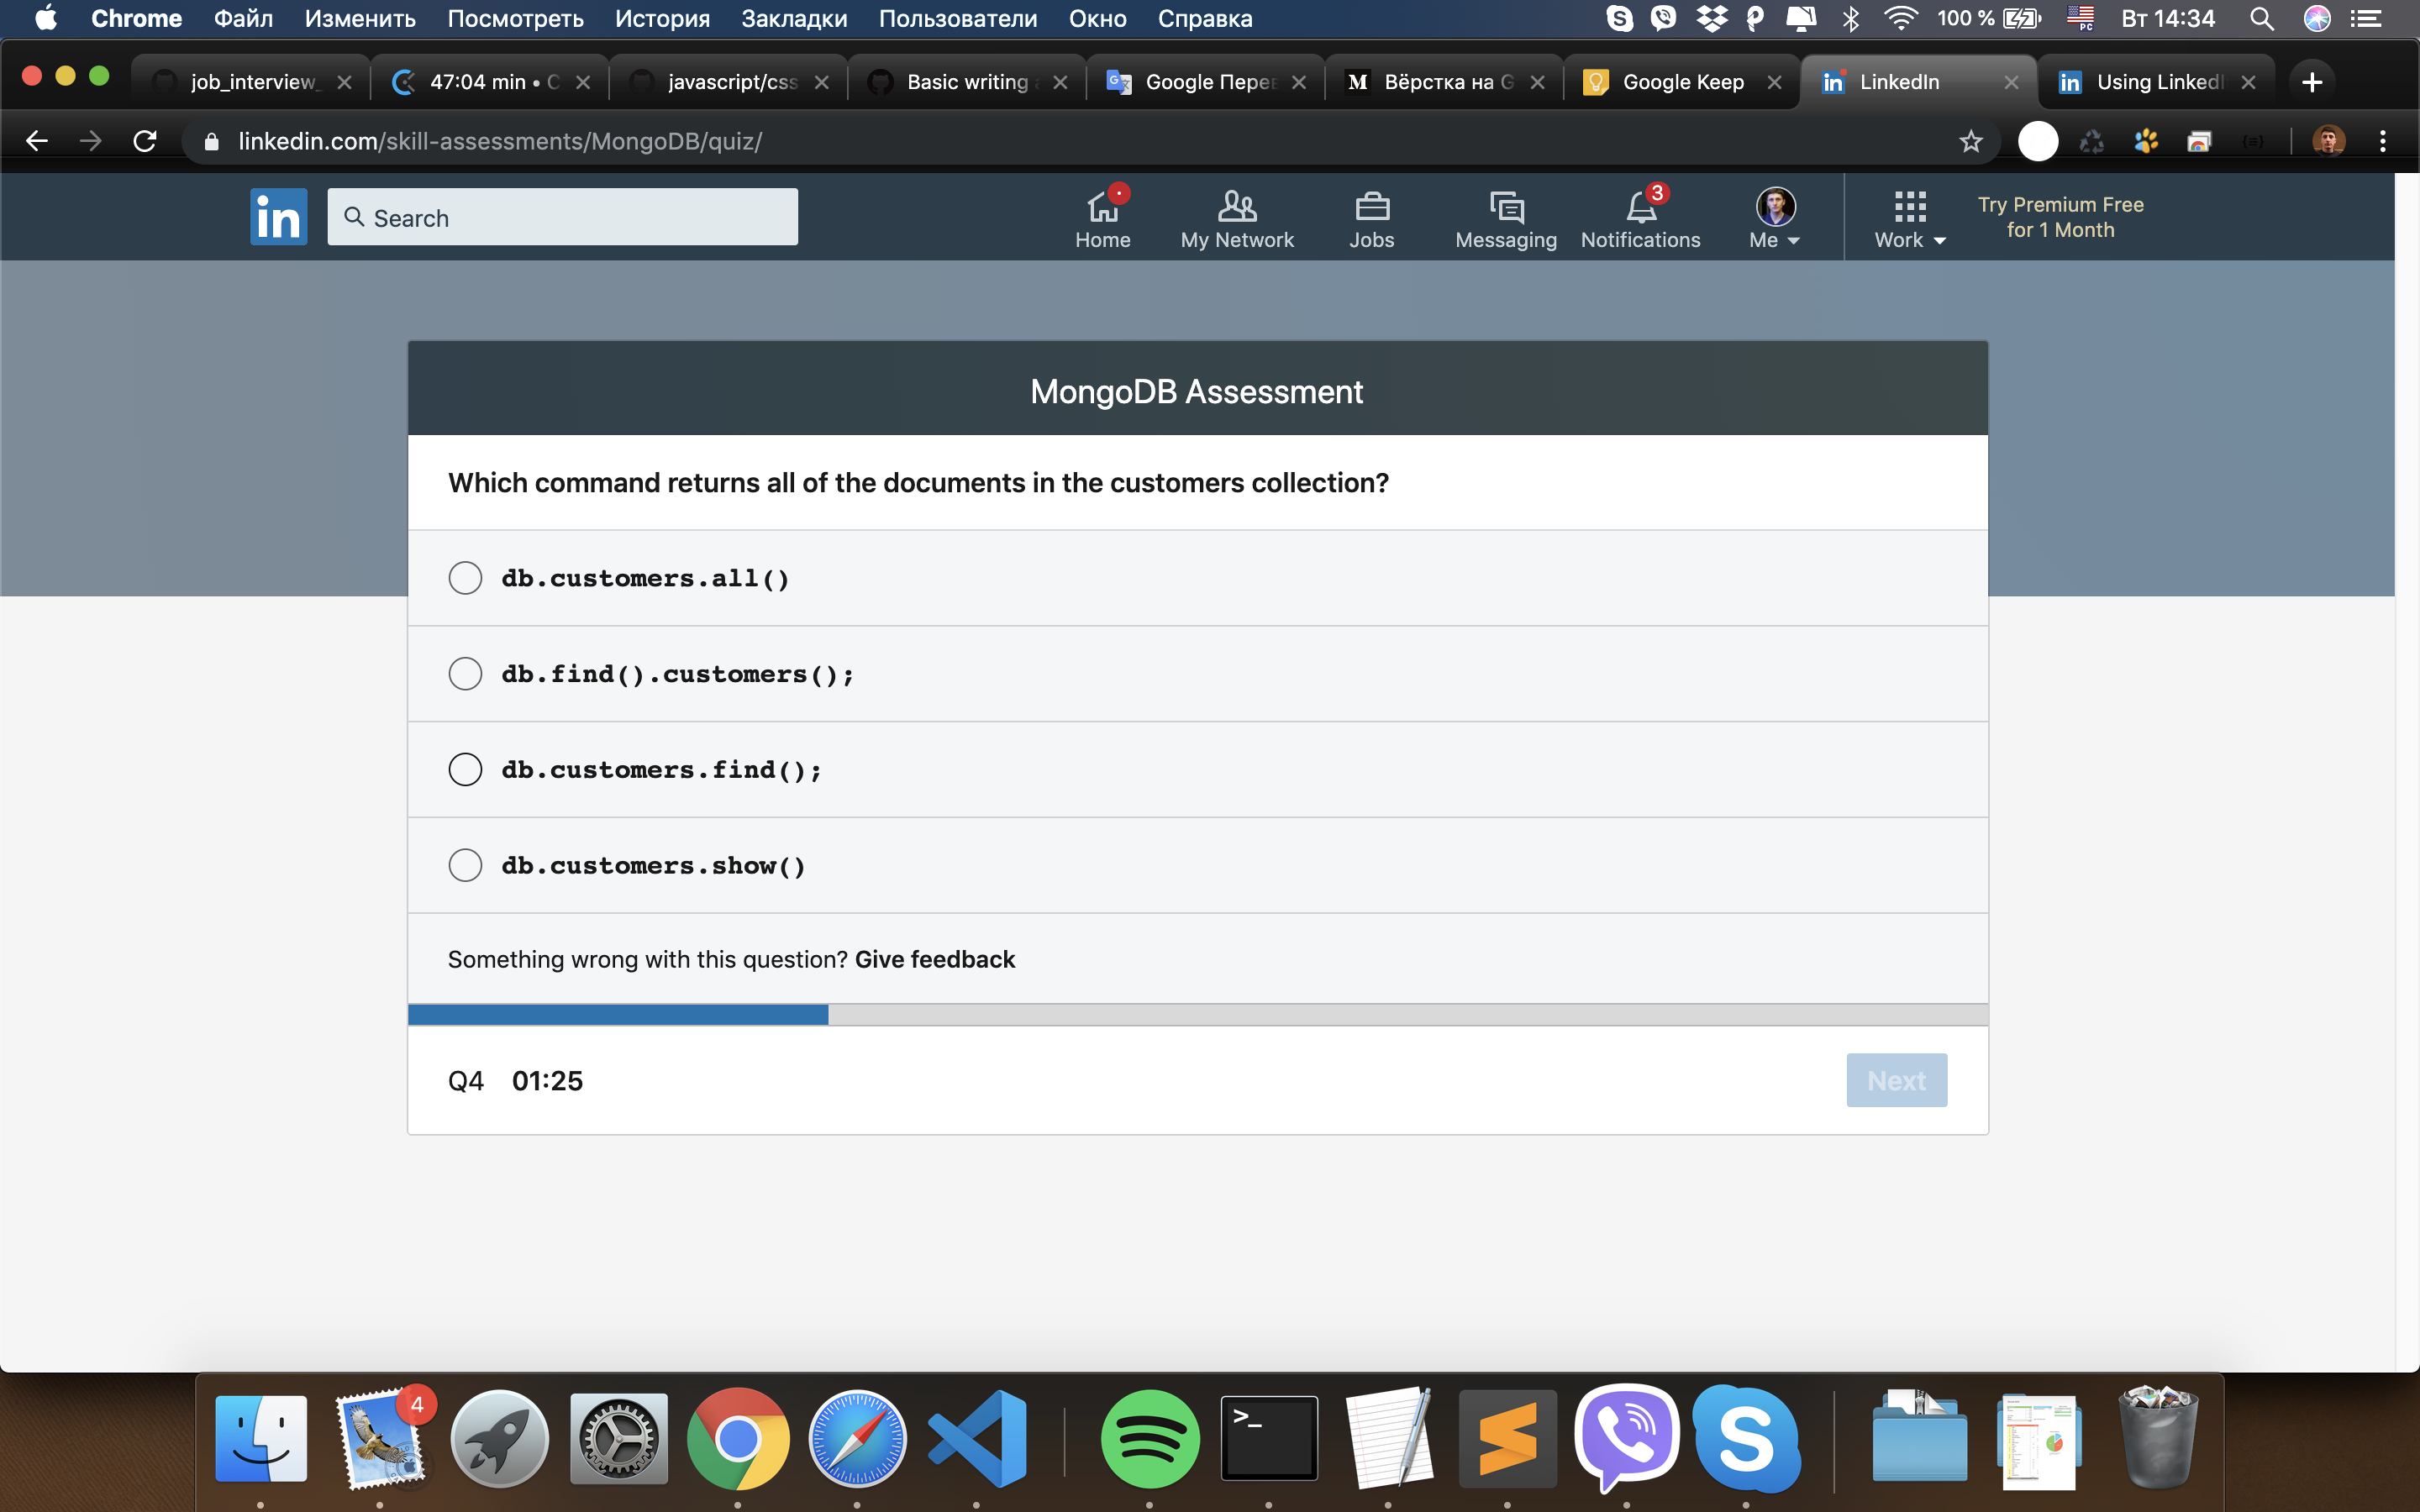 Chrome Файл Изменить Посмотреть История Закладки Пользователи Окно Справка 100 % Вт 14:34
job_interview_ 47:04 min • javascript/css Basic writing Google Пере Вёрстка на G Google Keep LinkedIn Using Linked
linkedin.com/skill-assessments/MongoDB/quiz/
in Search Home My Network Jobs Messaging 3 Notifications Me Work Try Premium Free
for 1 Month
MongoDB Assessment
Which command returns all of the documents in the customers collection?
db.customers.all()
db.find().customers();
db.customers.find();
db.customers.show()
Something wrong with this question? Give feedback
Q4 01:25 Next
4